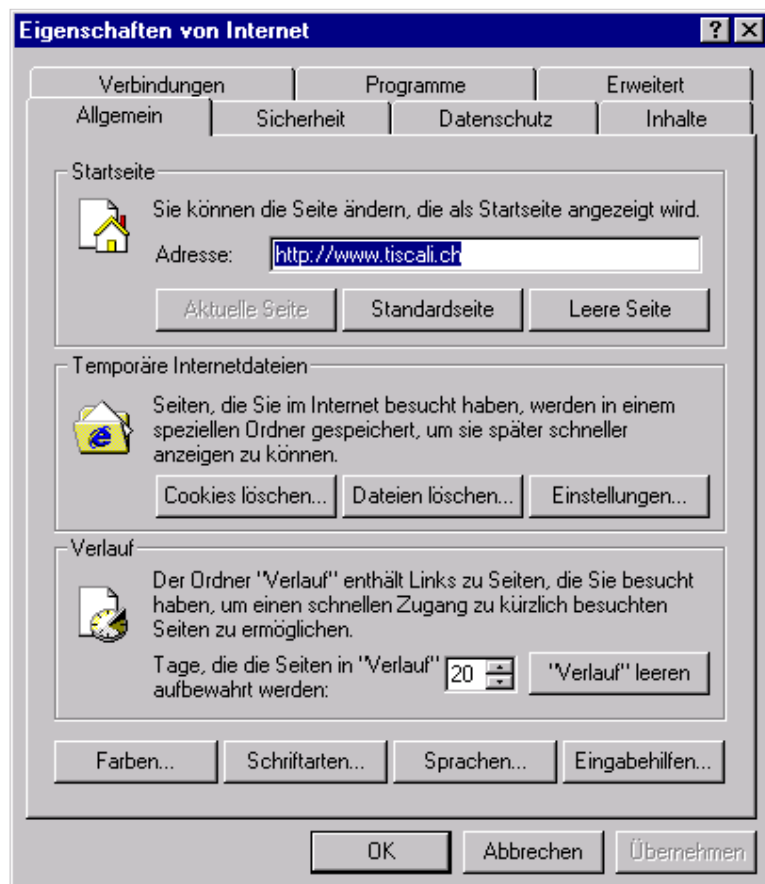 Eigenschaften von Internet
Verbindungen
Programme
Erweitert
Allgemein
Sicherheit
Datenschutz
Inhalte
Startseite
Sie können die Seite ändern, die als Startseite angezeigt wird.
Adresse: http://www.tiscali.ch
Aktuelle Seite
Standardseite
Leere Seite
Temporäre Internetdateien
Seiten, die Sie im Internet besucht haben, werden in einem
speziellen Ordner gespeichert, um sie später schneller
anzeigen zu können.
Cookies löschen...
Dateien löschen...
Einstellungen...
Verlauf
Der Ordner "Verlauf" enthält Links zu Seiten, die Sie besucht
haben, um einen schnellen Zugang zu kürzlich besuchten
Seiten zu ermöglichen.
Tage, die die Seiten in "Verlauf"
aufbewahrt werden:
20
"Verlauf" leeren
Farben...
Schriftarten...
Sprachen...
Eingabehilfen...
OK
Abbrechen
Übernehmen